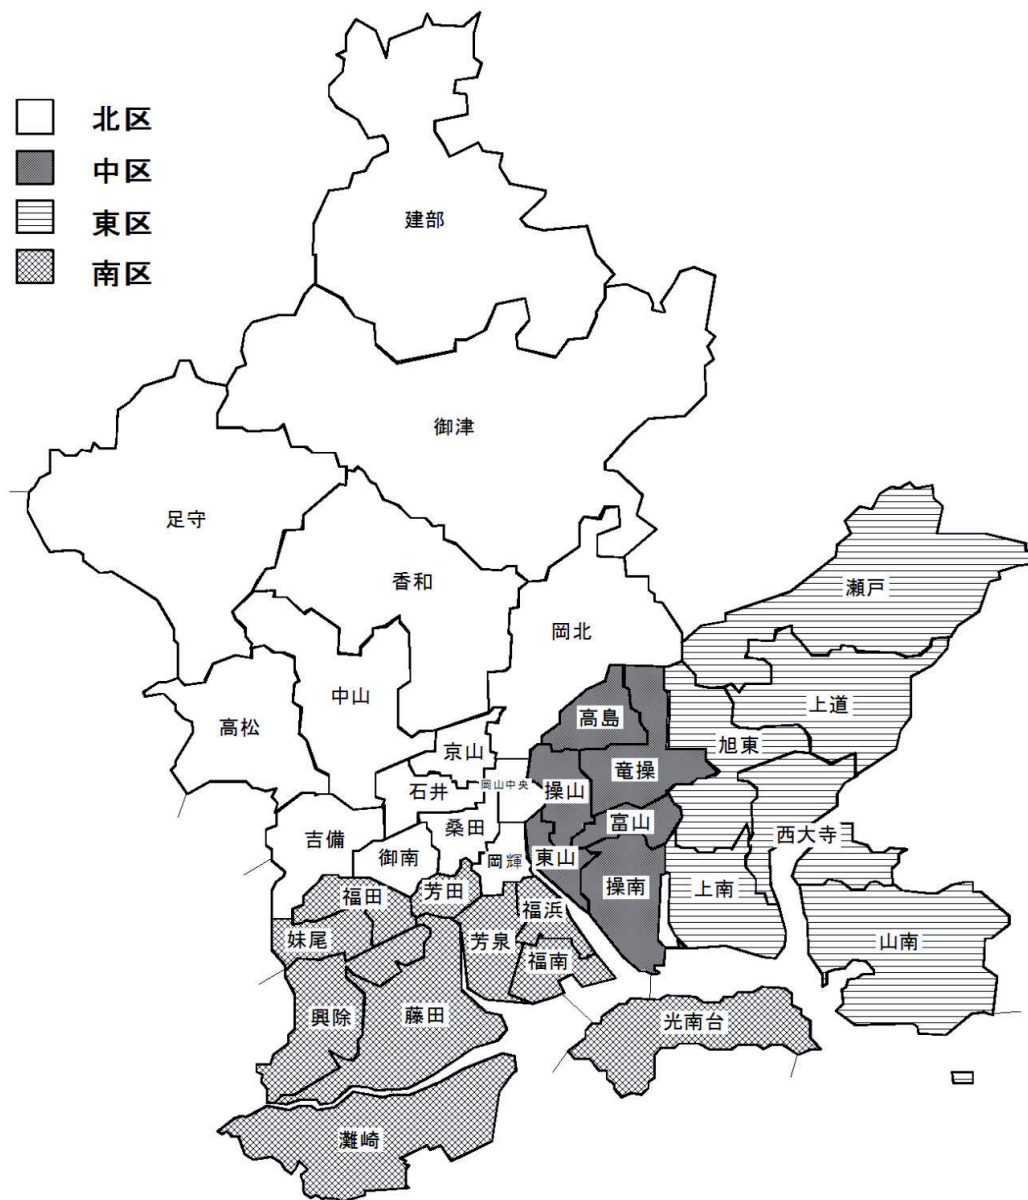 北区
中区
東区
南区
建部
御津
足守
香和
瀬戸
岡北
中山
上道
高松
高島
旭東
京山
竜操
石井
岡山中央
操山
桑田
富山
吉備
西大寺
御南
岡輝
東山
操南
上南
福田
芳田
福浜
妹尾
芳泉
山南
福南
興除
藤田
光南台
灘崎